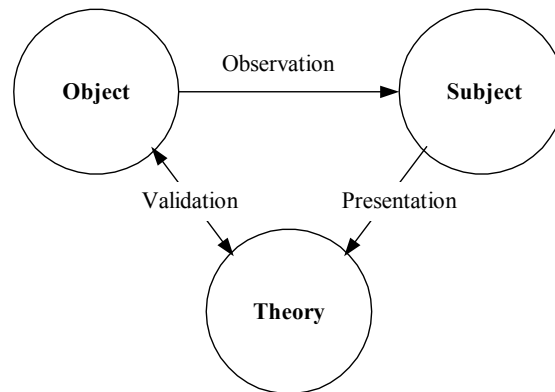 Observation
Object
Subject
Validation
Presentation
Theory